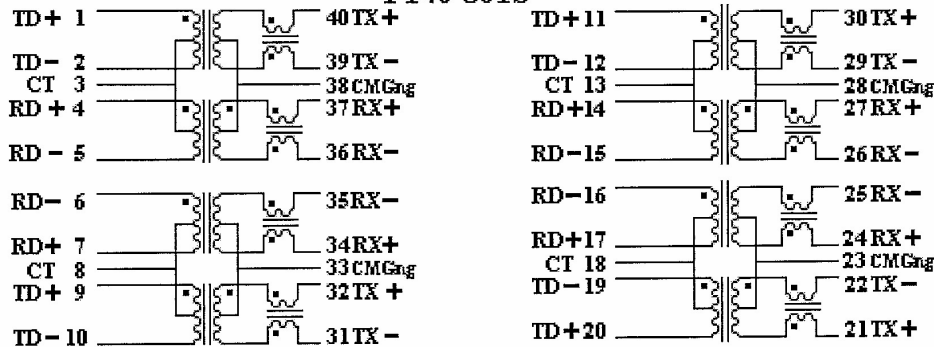 TD+ 1 40 TX+
TD- 2 39 TX-
CT 3 38 CMGng
RD+ 4 37 RX+
RD- 5 36 RX-
RD- 6 35 RX-
RD+ 7 34 RX+
CT 8 33 CMGng
TD+ 9 32 TX+
TD- 10 31 TX-
TD+ 11 30 TX+
TD- 12 29 TX-
CT 13 28 CMGng
RD+ 14 27 RX+
RD- 15 26 RX-
RD- 16 25 RX-
RD+ 17 24 RX+
CT 18 23 CMGng
TD- 19 22 TX-
TD+ 20 21 TX+